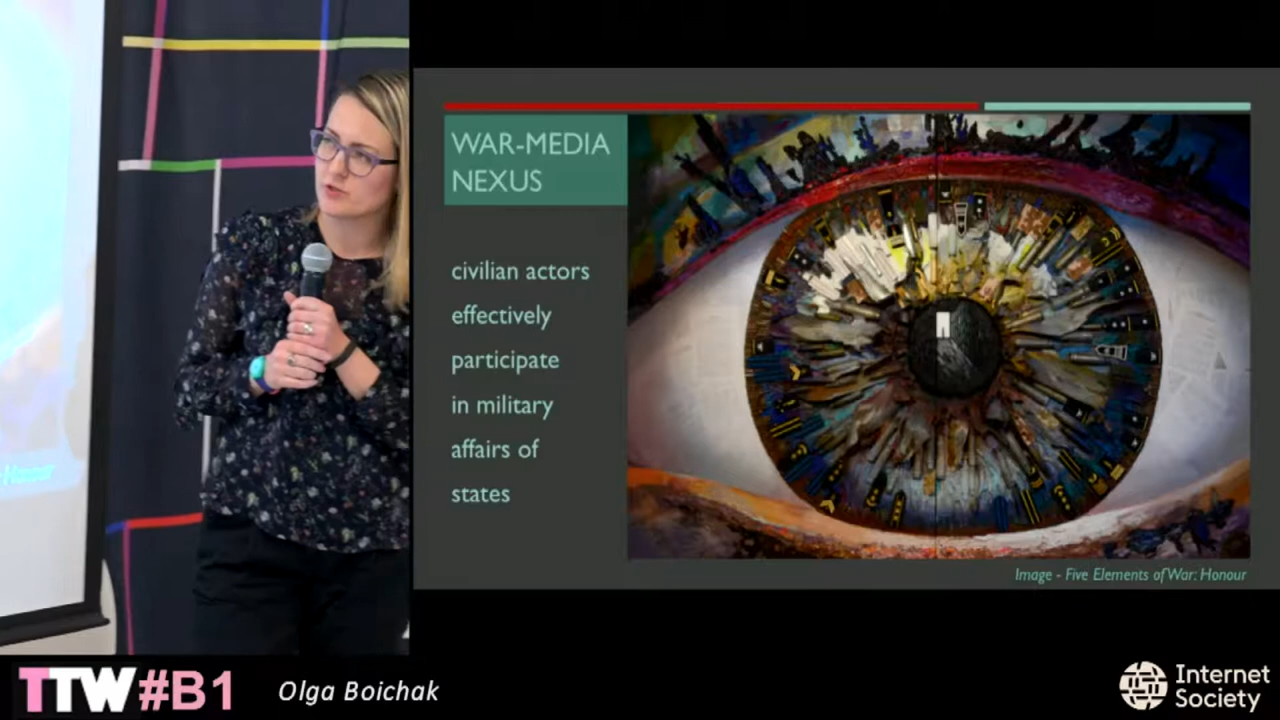 WAR-MEDIA
NEXUS
civilian actors
effectively
participate
in military
affairs of
states
Image - Five Elements of War: Honour
TTW#B1
Olga Boichak
Internet
Society